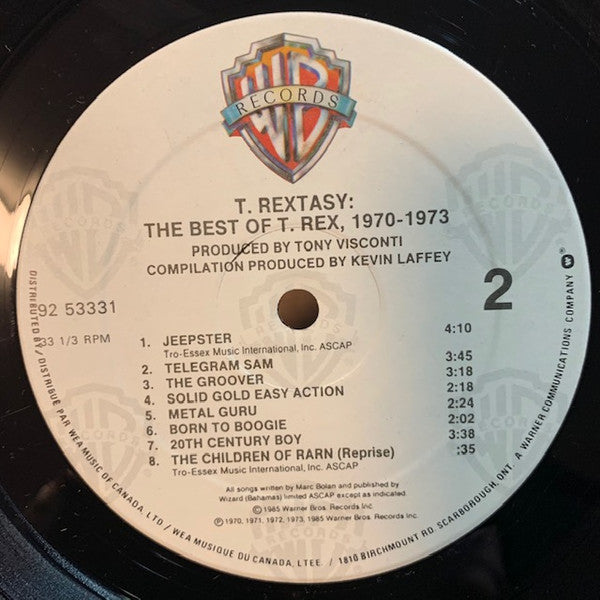 WB
RECORDS
T. REXTASY:
THE BEST OF T. REX, 1970-1973
PRODUCED BY TONY VISCONTI
COMPILATION PRODUCED BY KEVIN LAFFEY
92 53331
2
33 1/3 RPM
1. JEEPSTER 4:10
Tro-Essex Music International, Inc. ASCAP
2. TELEGRAM SAM 3:45
3. THE GROOVER 3:18
4. SOLID GOLD EASY ACTION 2:18
5. METAL GURU 2:24
6. BORN TO BOOGIE 2:02
7. 20TH CENTURY BOY 3:38
8. THE CHILDREN OF RARN (Reprise) :35
Tro-Essex Music International, Inc. ASCAP
All songs written by Marc Bolan and published by
Wizard (Bahamas) limited ASCAP except as indicated.
©1985 Warner Bros. Records Inc.
℗1970, 1971, 1972, 1973, 1985 Warner Bros. Records Inc.
DISTRIBUTED BY / DISTRIBUÉ PAR WEA MUSIC OF CANADA, LTD / WEA MUSIQUE DU CANADA, LTEE. / 1810 BIRCHMOUNT RD. SCARBOROUGH, ONT. A WARNER COMMUNICATIONS COMPANY W ®